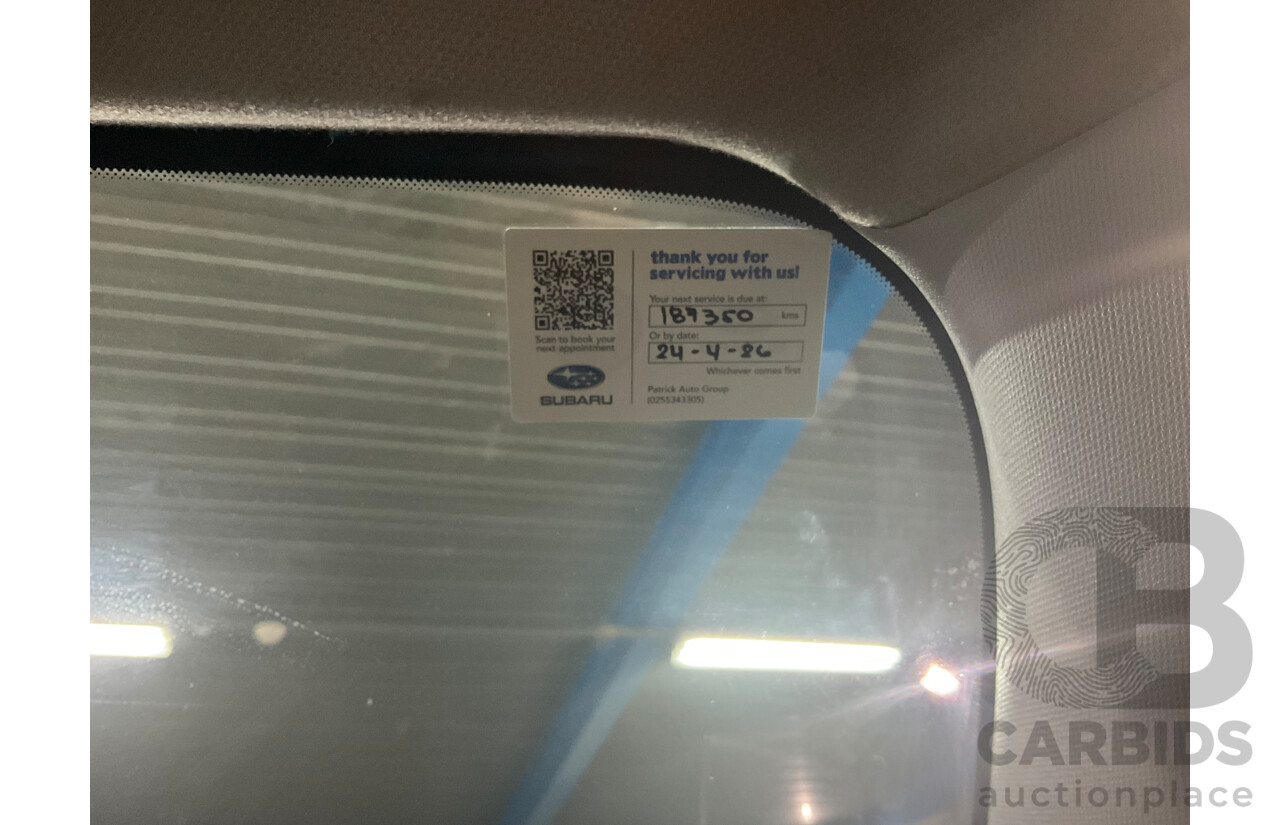 thank you for
servicing with us!
Your next service is due at:
189350 kms
Or by date:
24-4-26
Whichever comes first
Scan to book your
next appointment
SUBARU
Patrick Auto Group
(0255343305)
CB
CARBIDS
auctionplace